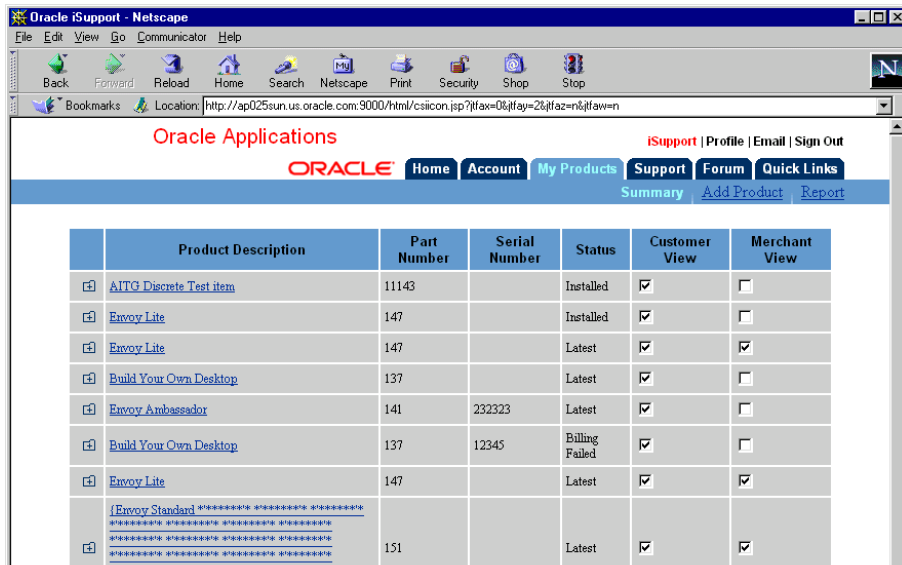 Oracle iSupport - Netscape
File Edit View Go Communicator Help
Back Forward Reload Home Search Netscape Print Security Shop Stop
Bookmarks Location: http://ap025sun.us.oracle.com:9000/html/csiicon.jsp?jtfax=0&jtfay=2&jtfaz=n&jtfaw=n
Oracle Applications
iSupport | Profile | Email | Sign Out
ORACLE Home Account My Products Support Forum Quick Links
Summary Add Product Report
Product Description Part Number Serial Number Status Customer View Merchant View
AITG Discrete Test item 11143 Installed
Envoy Lite 147 Installed
Envoy Lite 147 Latest
Build Your Own Desktop 137 Latest
Envoy Ambassador 141 232323 Latest
Build Your Own Desktop 137 12345 Billing Failed
Envoy Lite 147 Latest
{Envoy Standard
151 Latest